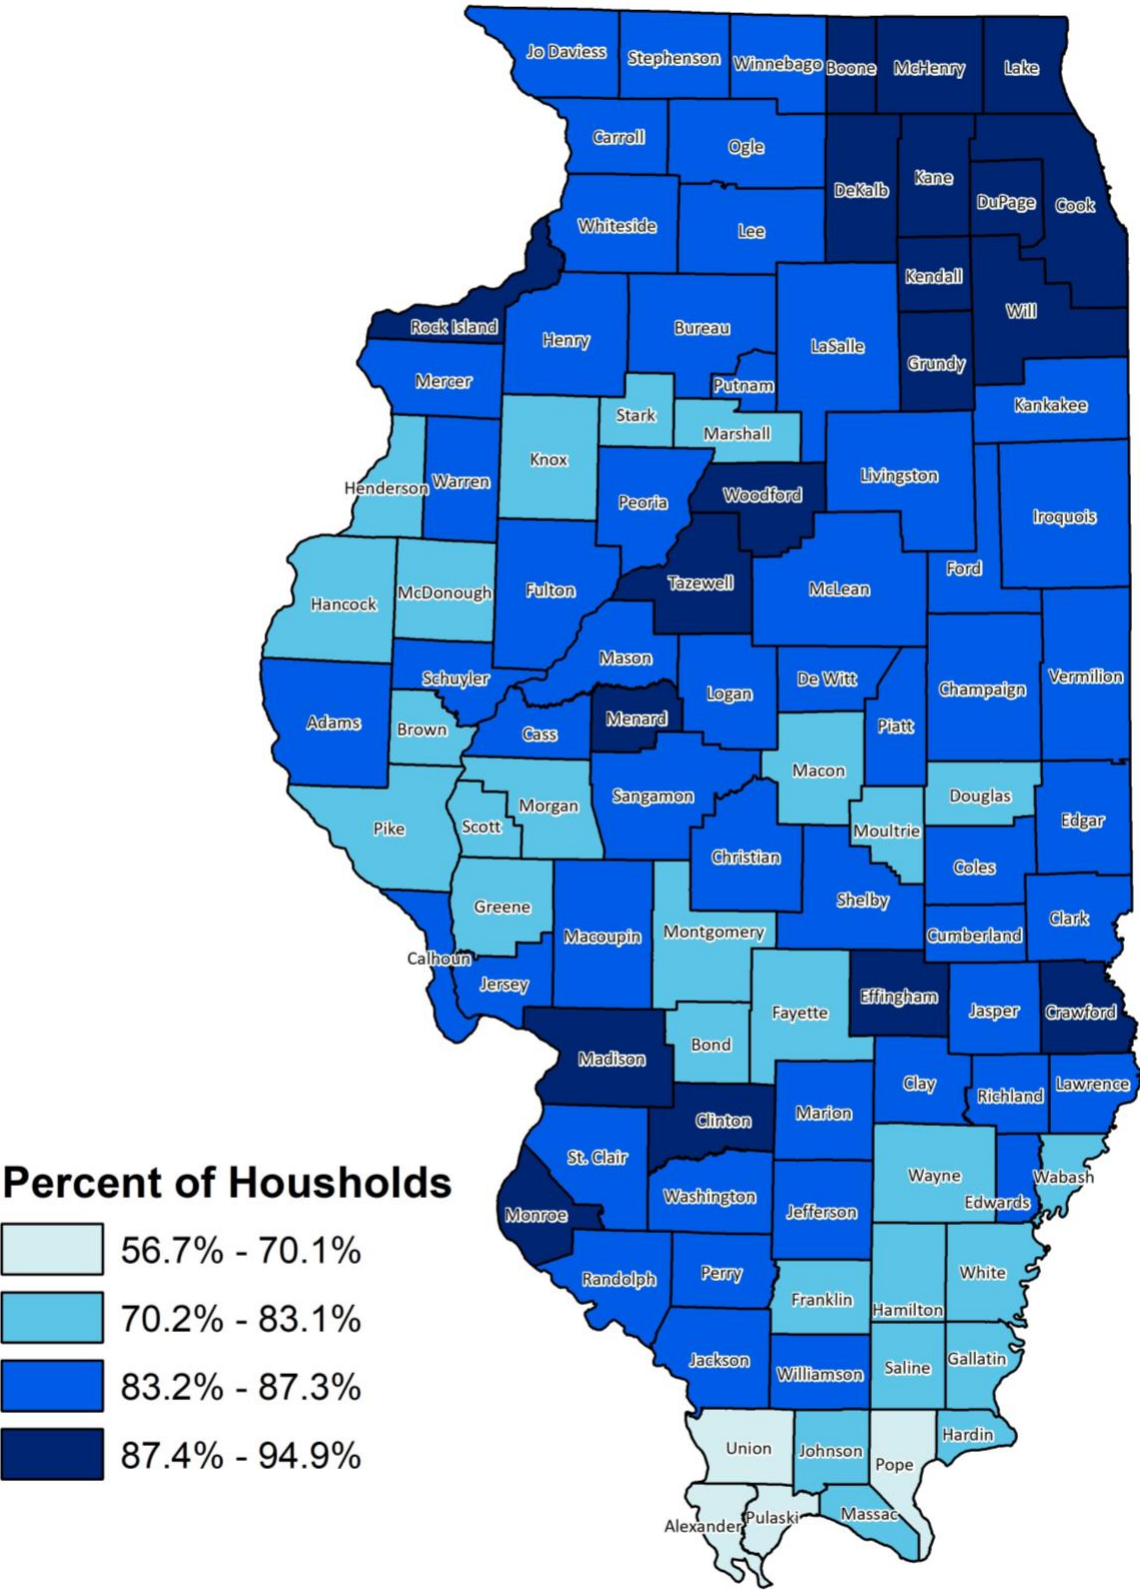 Jo Daviess
Stephenson
Winnebago
Boone
McHenry
Lake
Carroll
Ogle
DeKalb
Kane
DuPage
Cook
Whiteside
Lee
Kendall
Will
Rock Island
Henry
Bureau
LaSalle
Grundy
Mercer
Putnam
Kankakee
Stark
Marshall
Knox
Henderson
Warren
Peoria
Woodford
Livingston
Iroquois
Hancock
McDonough
Fulton
Tazewell
McLean
Ford
Schuyler
Mason
Logan
De Witt
Champaign
Vermilion
Adams
Brown
Cass
Menard
Piatt
Macon
Pike
Scott
Morgan
Sangamon
Christian
Moultrie
Douglas
Edgar
Coles
Greene
Macoupin
Montgomery
Shelby
Cumberland
Clark
Calhoun
Jersey
Fayette
Effingham
Jasper
Crawford
Madison
Bond
Clay
Richland
Lawrence
Clinton
Marion
St. Clair
Washington
Wayne
Edwards
Wabash
Monroe
Jefferson
Randolph
Perry
Franklin
Hamilton
White
Jackson
Williamson
Saline
Gallatin
Union
Johnson
Pope
Hardin
Alexander
Pulaski
Massac
Percent of Housholds
56.7% - 70.1%
70.2% - 83.1%
83.2% - 87.3%
87.4% - 94.9%